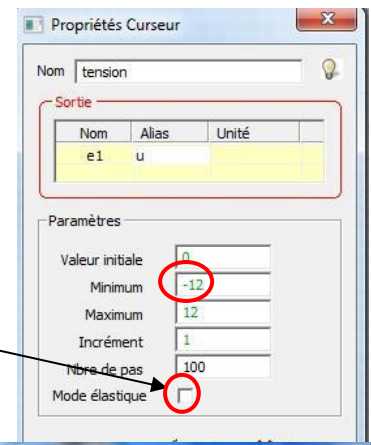 Propriétés Curseur
Nom tension
Sortie
Nom Alias Unité
e1 u
Paramètres
Valeur initiale 0
Minimum -12
Maximum 12
Incrément 1
Nbre de pas 100
Mode élastique